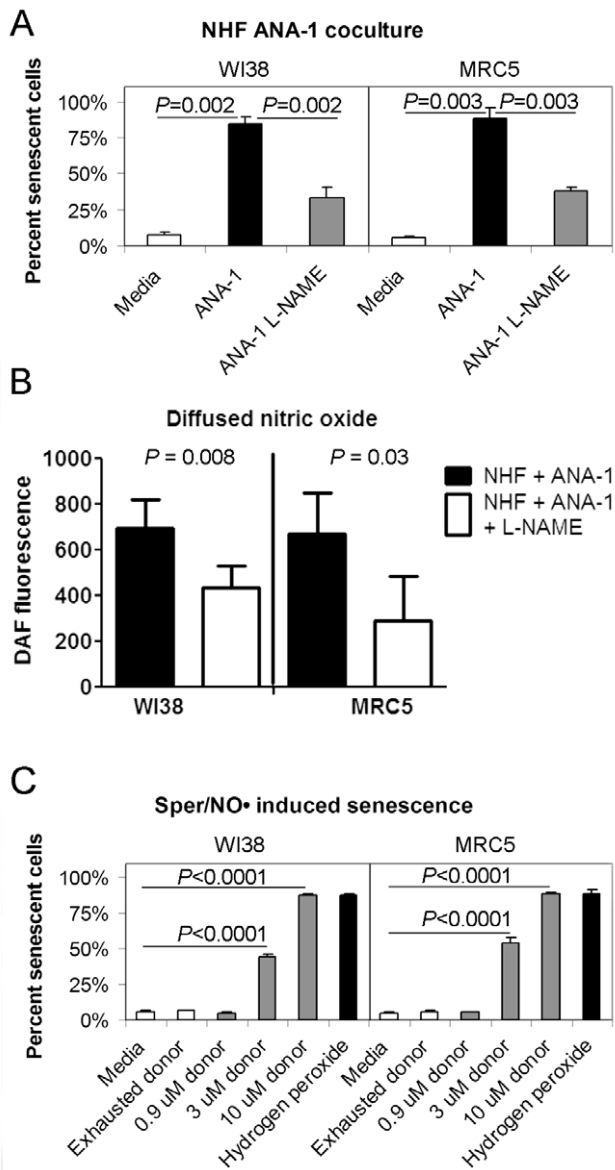 A
NHF ANA-1 coculture
WI38 MRC5
Percent senescent cells
100%
75%
50%
25%
0%
P=0.002 P=0.002 P=0.003 P=0.003
Media ANA-1 ANA-1 L-NAME Media ANA-1 ANA-1 L-NAME
B
Diffused nitric oxide
P = 0.008 P = 0.03
DAF fluorescence
1000
800
600
400
200
0
WI38 MRC5
NHF + ANA-1
NHF + ANA-1
+ L-NAME
C
Sper/NO• induced senescence
WI38 MRC5
Percent senescent cells
100%
75%
50%
25%
0%
P<0.0001 P<0.0001
P<0.0001 P<0.0001
Media Exhausted donor 0.9 uM donor 3 uM donor 10 uM donor Hydrogen peroxide Media Exhausted donor 0.9 uM donor 3 uM donor 10 uM donor Hydrogen peroxide